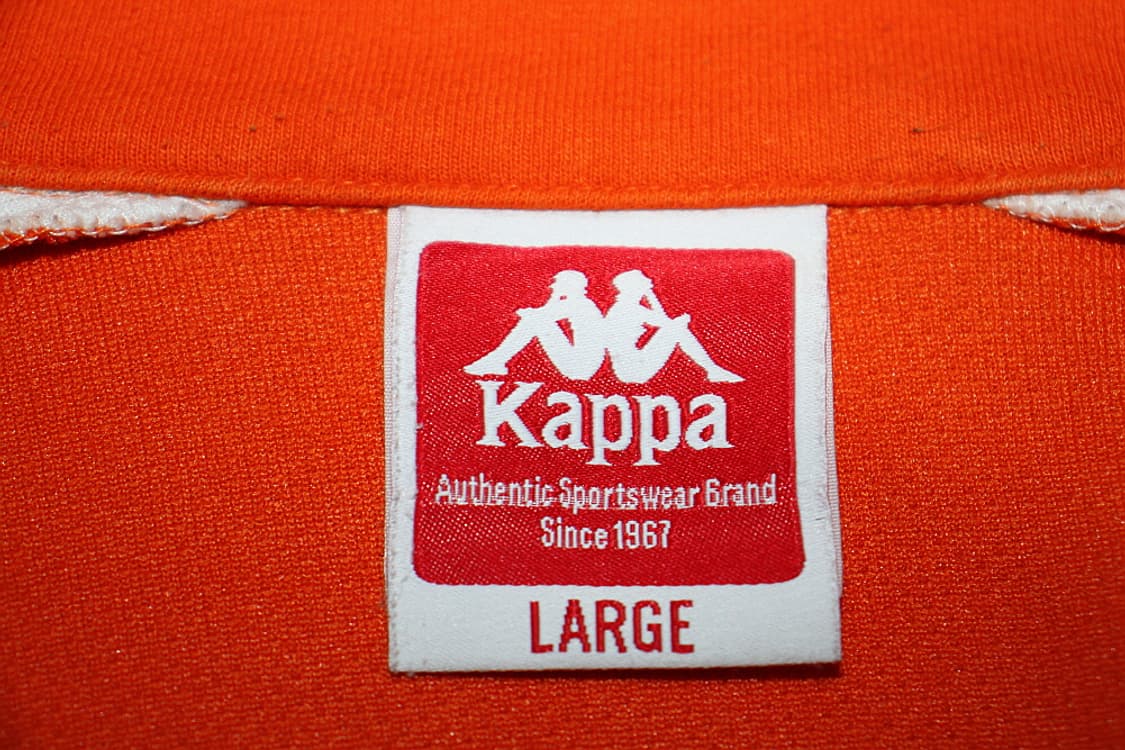 Kappa
Authentic Sportswear Brand
Since 1967
LARGE